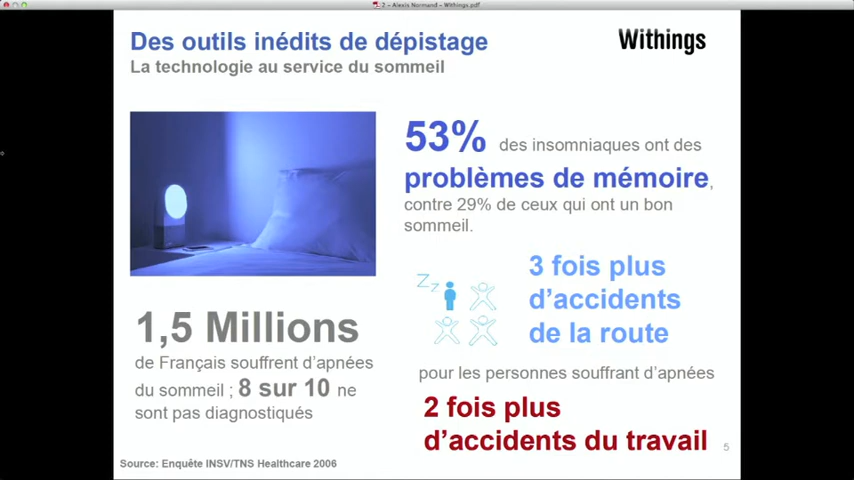 2 – Alexis Normand – Withings.pdf
Des outils inédits de dépistage
La technologie au service du sommeil
Withings
53% des insomniaques ont des
problèmes de mémoire,
contre 29% de ceux qui ont un bon
sommeil.
Zz
3 fois plus
d’accidents
de la route
1,5 Millions
de Français souffrent d’apnées
du sommeil ; 8 sur 10 ne
sont pas diagnostiqués
pour les personnes souffrant d’apnées
2 fois plus
d’accidents du travail
5
Source: Enquête INSV/TNS Healthcare 2006